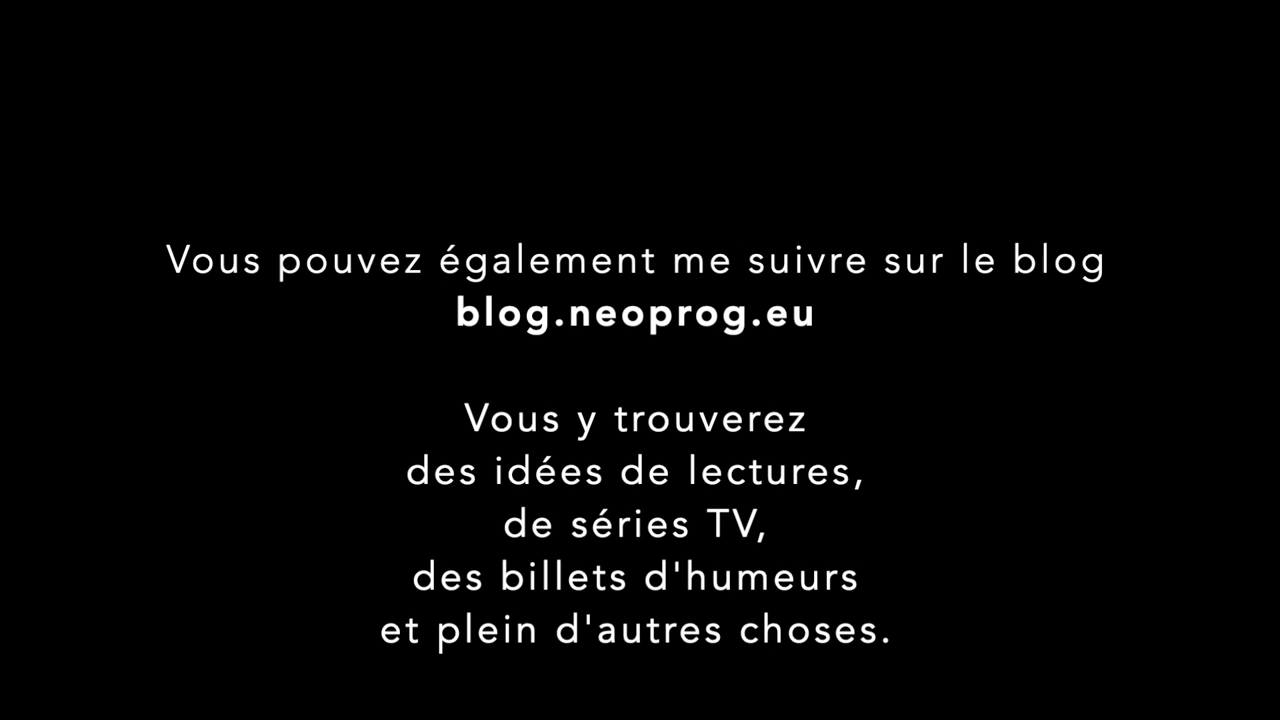 Vous pouvez également me suivre sur le blog
blog.neoprog.eu
Vous y trouverez
des idées de lectures,
de séries TV,
des billets d'humeurs
et plein d'autres choses.